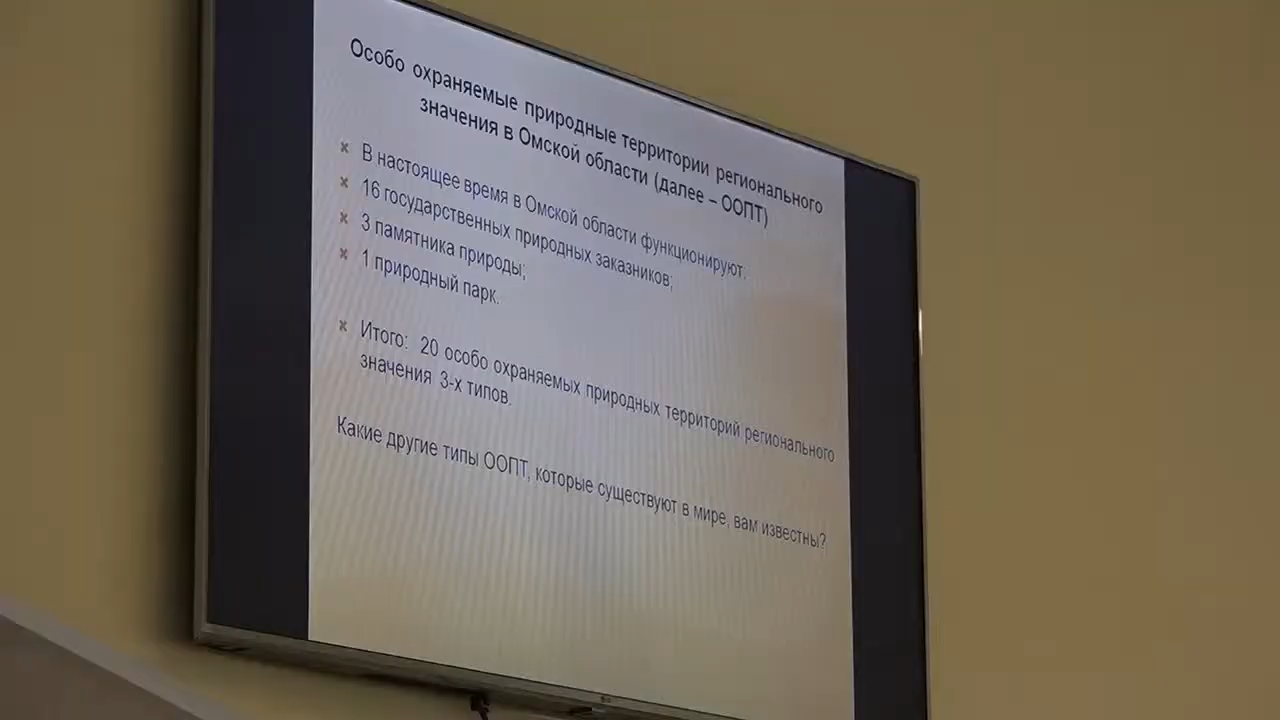 Особо охраняемые природные территории регионального
значения в Омской области (далее – ООПТ)
В настоящее время в Омской области функционируют:
16 государственных природных заказников;
3 памятника природы;
1 природный парк.
Итого: 20 особо охраняемых природных территорий регионального
значения 3-х типов.
Какие другие типы ООПТ, которые существуют в мире, вам известны?